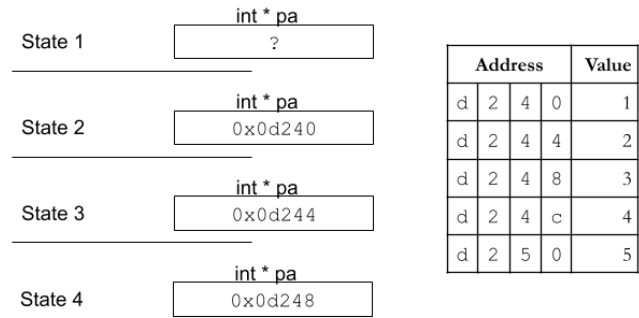 int * pa
State 1 ?
int * pa
State 2 0x0d240
int * pa
State 3 0x0d244
int * pa
State 4 0x0d248
Address Value
d 2 4 0 1
d 2 4 4 2
d 2 4 8 3
d 2 4 c 4
d 2 5 0 5